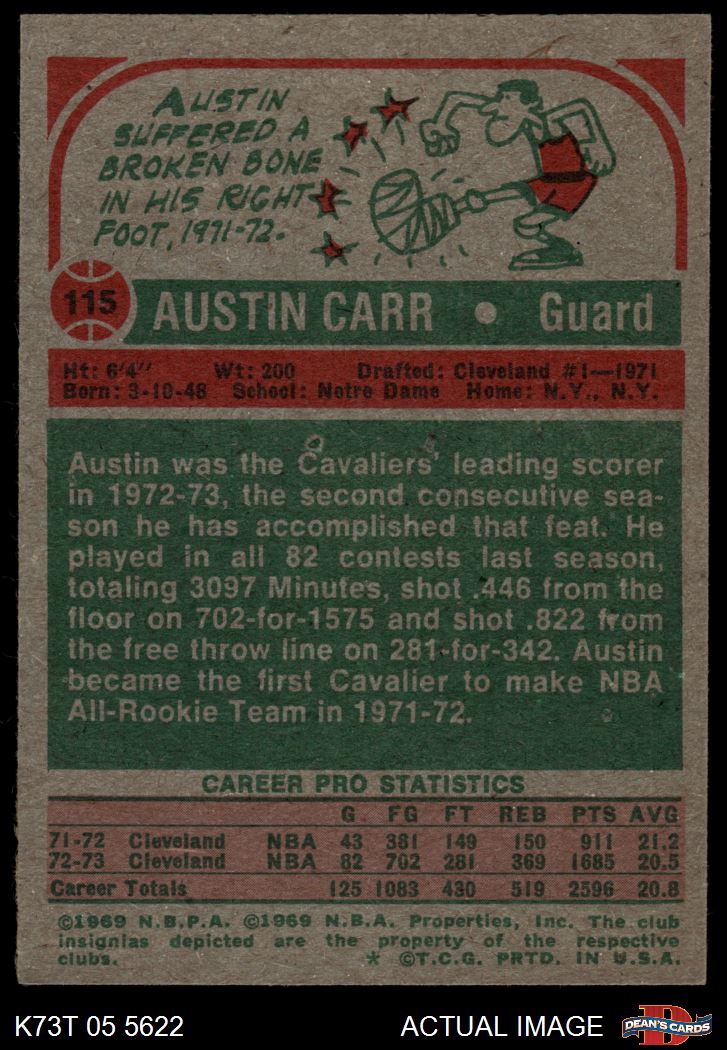 AUSTIN
SUFFERED A
BROKEN BONE
IN HIS RIGHT
FOOT, 1971-72.
115 AUSTIN CARR • Guard
Ht: 6'4" Wt: 200 Drafted: Cleveland #1—1971
Born: 3-10-48 School: Notre Dame Home: N.Y., N.Y.
Austin was the Cavaliers' leading scorer
in 1972-73, the second consecutive sea-
son he has accomplished that feat. He
played in all 82 contests last season,
totaling 3097 Minutes, shot .446 from the
floor on 702-for-1575 and shot .822 from
the free throw line on 281-for-342. Austin
became the first Cavalier to make NBA
All-Rookie Team in 1971-72.
CAREER PRO STATISTICS
G FG FT REB PTS AVG
71-72 Cleveland NBA 43 381 149 150 911 21.2
72-73 Cleveland NBA 82 702 281 369 1685 20.5
Career Totals 125 1083 430 519 2596 20.8
©1969 N.B.P.A. ©1969 N.B.A. Properties, Inc. The club
insignias depicted are the property of the respective
clubs. * ©T.C.G. PRTD. IN U.S.A.
K73T 05 5622 ACTUAL IMAGE D DEAN'S CARDS